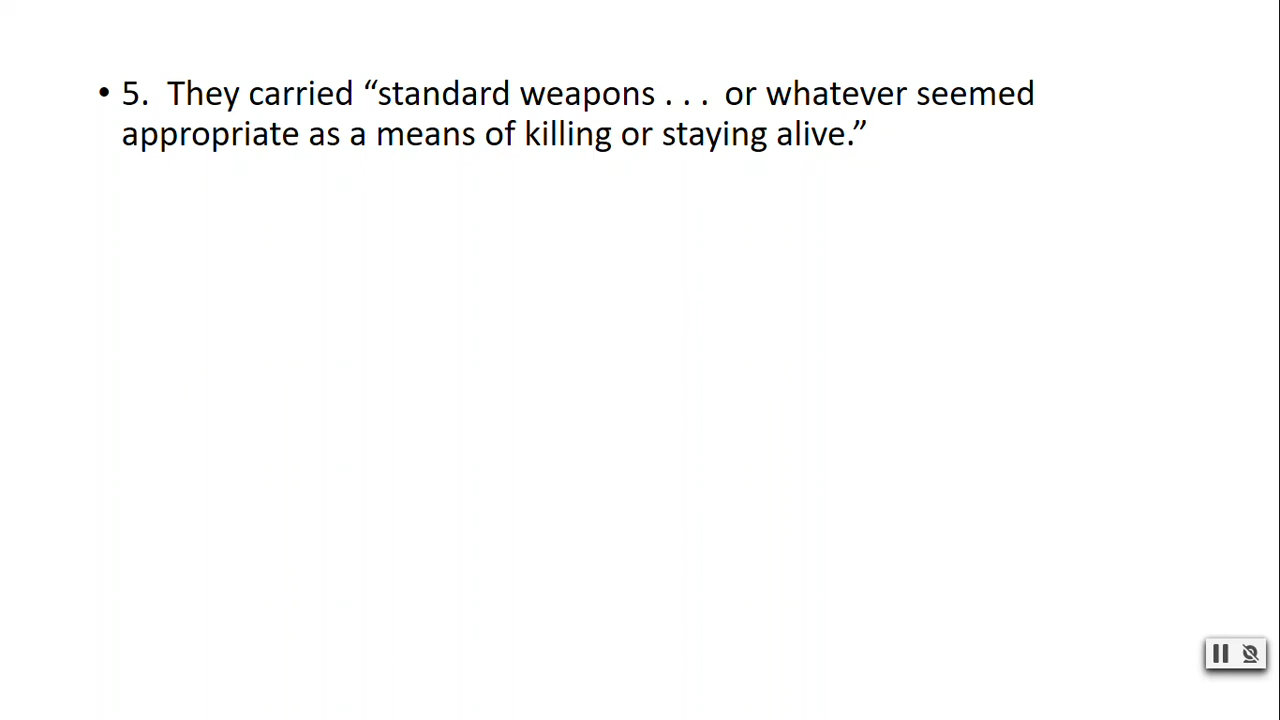 • 5.  They carried “standard weapons . . .  or whatever seemed
appropriate as a means of killing or staying alive.”